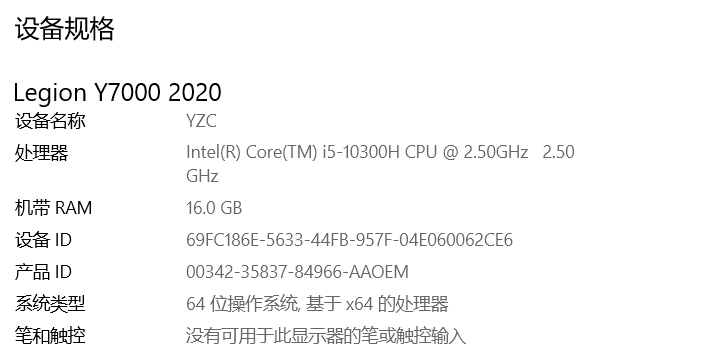 设备规格
Legion Y7000 2020
设备名称 YZC
处理器 Intel(R) Core(TM) i5-10300H CPU @ 2.50GHz 2.50
GHz
机带 RAM 16.0 GB
设备 ID 69FC186E-5633-44FB-957F-04E060062CE6
产品 ID 00342-35837-84966-AAOEM
系统类型 64 位操作系统, 基于 x64 的处理器
笔和触控 没有可用于此显示器的笔或触控输入